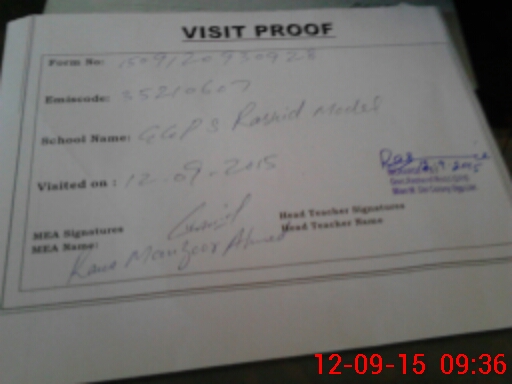 VISIT PROOF
Form No: 1509120930928
Emiscode: 35210607
School Name: GGPS Rashid Model
Visited on : 12-09-2015
MEA Signatures
Head Teacher Signatures
MEA Name: Rana Manzoor Ahmed
Head Teacher Name
12-09-15 09:36